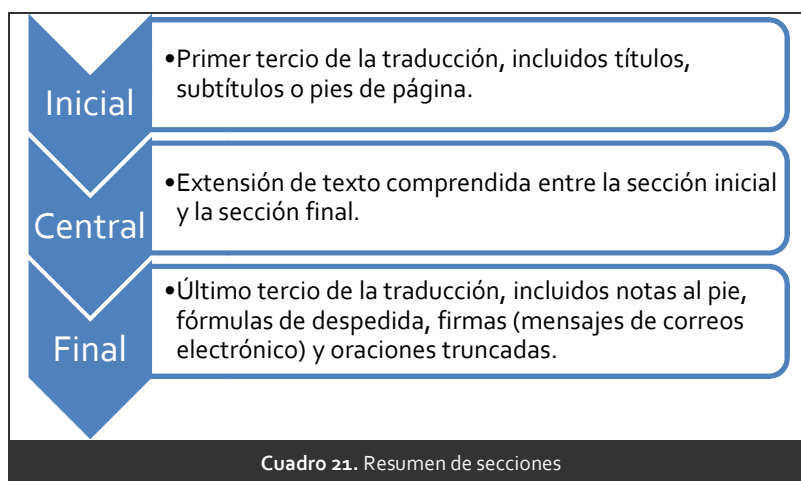 Inicial
•Primer tercio de la traducción, incluidos títulos,
subtítulos o pies de página.
Central
•Extensión de texto comprendida entre la sección inicial
y la sección final.
Final
•Último tercio de la traducción, incluidos notas al pie,
fórmulas de despedida, firmas (mensajes de correos
electrónico) y oraciones truncadas.
Cuadro 21. Resumen de secciones